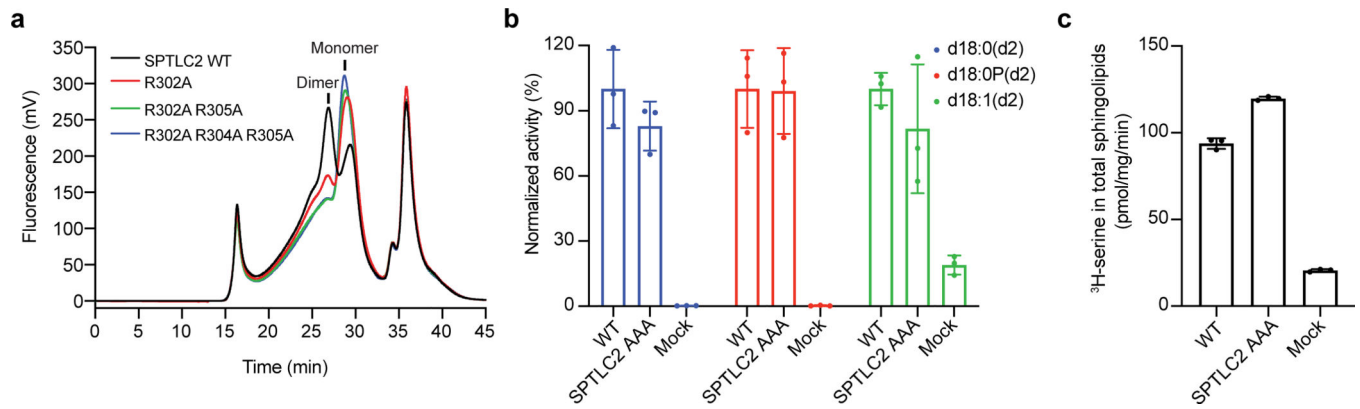 a
Fluorescence (mV)
350
300
250
200
150
100
50
0
0 5 10 15 20 25 30 35 40 45
Time (min)
SPTLC2 WT
R302A
R302A R305A
R302A R304A R305A
Monomer
Dimer
b
Normalized activity (%)
120
90
60
30
0
WT
SPTLC2 AAA
Mock
WT
SPTLC2 AAA
Mock
WT
SPTLC2 AAA
Mock
d18:0(d2)
d18:0P(d2)
d18:1(d2)
c
³H-serine in total sphingolipids
(pmol/mg/min)
150
100
50
0
WT
SPTLC2 AAA
Mock